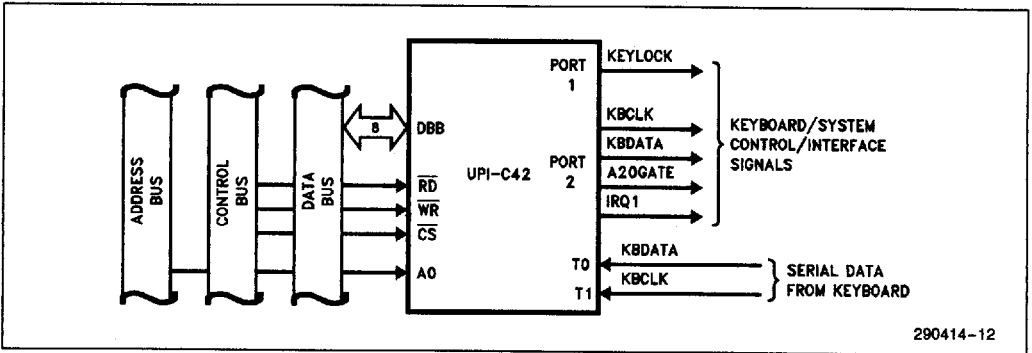 ADDRESS
BUS
CONTROL
BUS
DATA
BUS
8
DBB
RD
WR
CS
A0
UPI-C42
PORT
1
PORT
2
T0
T1
KEYLOCK
KBCLK
KBDATA
A20GATE
IRQ1
KEYBOARD/SYSTEM
CONTROL/INTERFACE
SIGNALS
KBDATA
KBCLK
SERIAL DATA
FROM KEYBOARD
290414-12